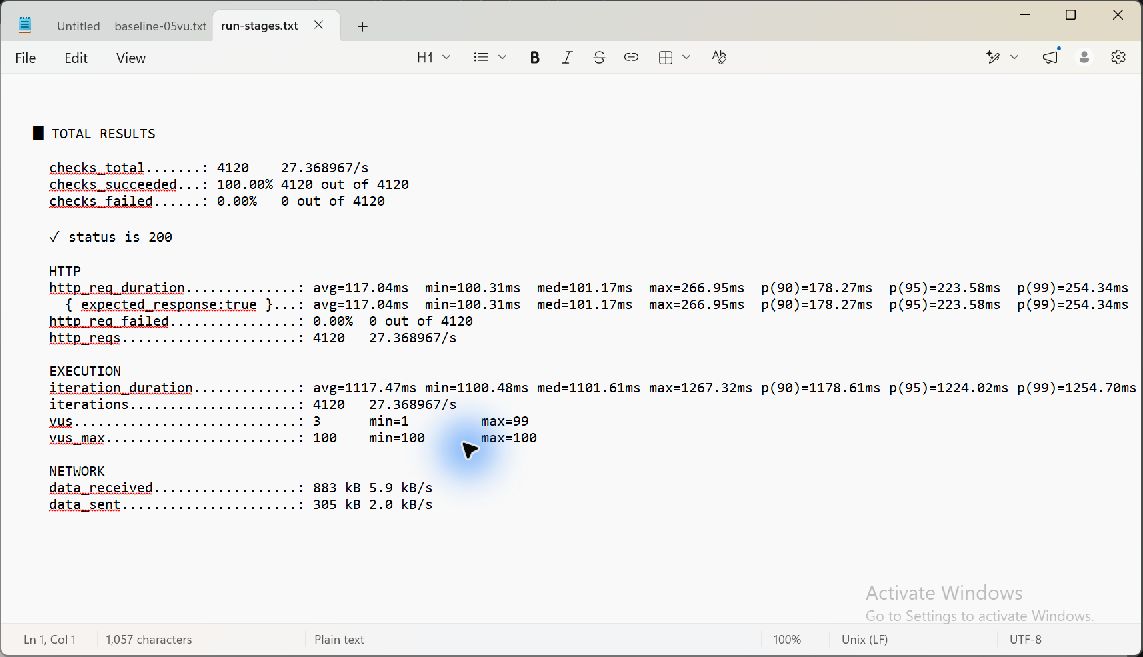 Untitled baseline-05vu.txt run-stages.txt
File Edit View H1 B I S Ab
TOTAL RESULTS
checks_total.......: 4120 27.368967/s
checks_succeeded...: 100.00% 4120 out of 4120
checks_failed......: 0.00% 0 out of 4120
✓ status is 200
HTTP
http_req_duration..............: avg=117.04ms min=100.31ms med=101.17ms max=266.95ms p(90)=178.27ms p(95)=223.58ms p(99)=254.34ms
{ expected_response:true }...: avg=117.04ms min=100.31ms med=101.17ms max=266.95ms p(90)=178.27ms p(95)=223.58ms p(99)=254.34ms
http_req_failed................: 0.00% 0 out of 4120
http_reqs......................: 4120 27.368967/s
EXECUTION
iteration_duration.............: avg=1117.47ms min=1100.48ms med=1101.61ms max=1267.32ms p(90)=1178.61ms p(95)=1224.02ms p(99)=1254.70ms
iterations.....................: 4120 27.368967/s
vus............................: 3 min=1 max=99
vus_max........................: 100 min=100 max=100
NETWORK
data_received..................: 883 kB 5.9 kB/s
data_sent......................: 305 kB 2.0 kB/s
Activate Windows
Go to Settings to activate Windows.
Ln 1, Col 1 1,057 characters Plain text 100% Unix (LF) UTF-8